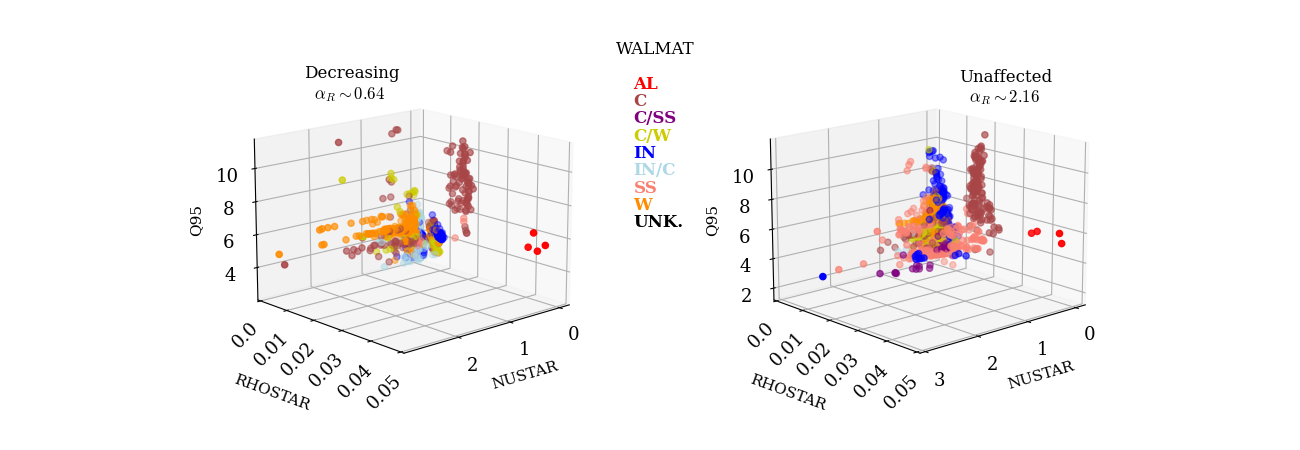 WALMAT
Decreasing
α_R ~ 0.64
Unaffected
α_R ~ 2.16
AL
C
C/SS
C/W
IN
IN/C
SS
W
UNK.
Q95
10
8
6
4
0.0
0.01
0.02
0.03
0.04
0.05
RHOSTAR
2
1
0
NUSTAR
Q95
10
8
6
4
2
0.0
0.01
0.02
0.03
0.04
0.05
RHOSTAR
3
2
1
0
NUSTAR